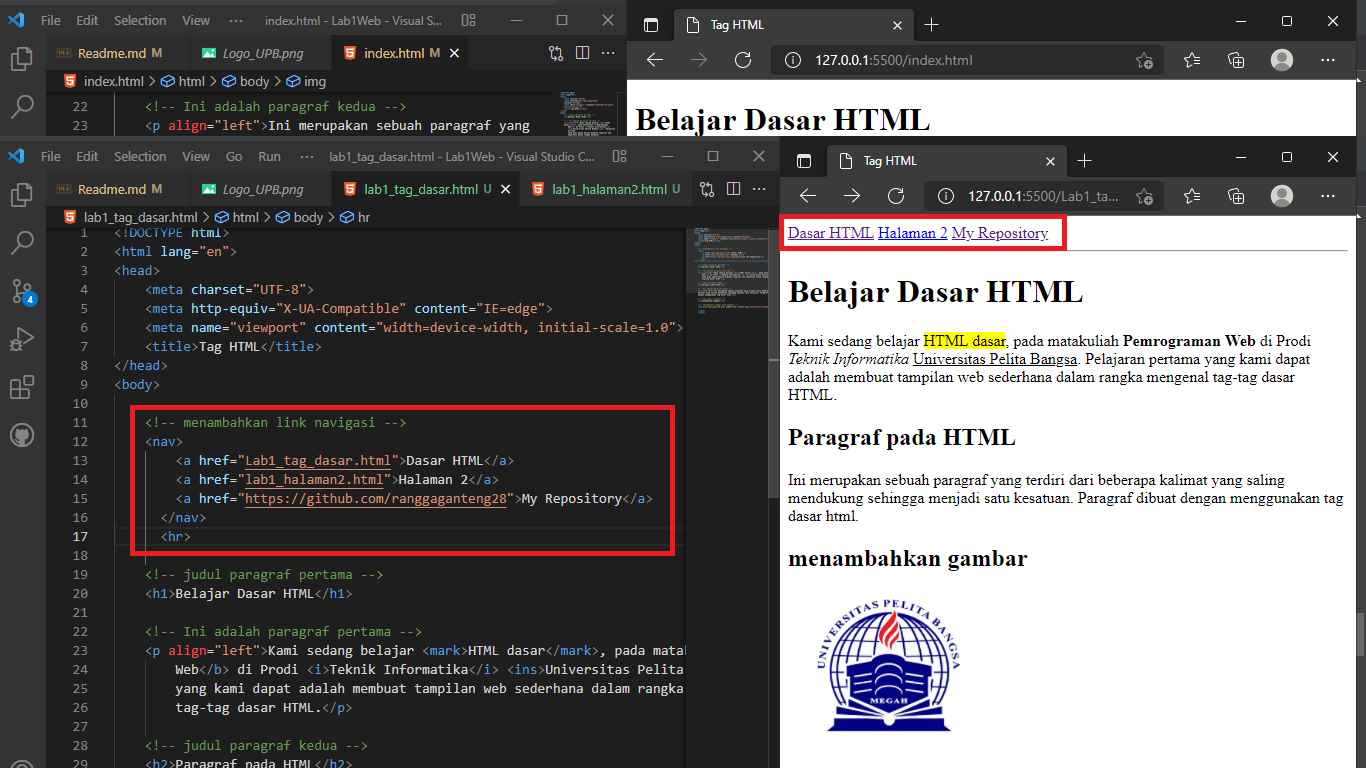 File Edit Selection View ··· index.html - Lab1Web - Visual S...
Readme.md M Logo_UPB.png index.html M
index.html > html > body > img
22 <!-- Ini adalah paragraf kedua -->
23 <p align="left">Ini merupakan sebuah paragraf yang
Tag HTML
127.0.0.1:5500/index.html
Belajar Dasar HTML
File Edit Selection View Go Run ··· lab1_tag_dasar.html - Lab1Web - Visual Studio C...
Readme.md M Logo_UPB.png lab1_tag_dasar.html U lab1_halaman2.html U
lab1_tag_dasar.html > html > body > hr
4
1 <!DOCTYPE html>
2 <html lang="en">
3 <head>
4 <meta charset="UTF-8">
5 <meta http-equiv="X-UA-Compatible" content="IE=edge">
6 <meta name="viewport" content="width=device-width, initial-scale=1.0">
7 <title>Tag HTML</title>
8 </head>
9 <body>
10
11 <!-- menambahkan link navigasi -->
12 <nav>
13 <a href="Lab1_tag_dasar.html">Dasar HTML</a>
14 <a href="lab1_halaman2.html">Halaman 2</a>
15 <a href="https://github.com/ranggaganteng28">My Repository</a>
16 </nav>
17 <hr>
18
19 <!-- judul paragraf pertama -->
20 <h1>Belajar Dasar HTML</h1>
21
22 <!-- Ini adalah paragraf pertama -->
23 <p align="left">Kami sedang belajar <mark>HTML dasar</mark>, pada mata
24 Web</b> di Prodi <i>Teknik Informatika</i> <ins>Universitas Pelita
25 yang kami dapat adalah membuat tampilan web sederhana dalam rangka
26 tag-tag dasar HTML.</p>
27
28 <!-- judul paragraf kedua -->
29 <h2>Paragraf pada HTML</h2>
Tag HTML
127.0.0.1:5500/Lab1_ta...
Dasar HTML Halaman 2 My Repository
Belajar Dasar HTML
Kami sedang belajar HTML dasar, pada matakuliah Pemrograman Web di Prodi
Teknik Informatika Universitas Pelita Bangsa. Pelajaran pertama yang kami dapat
adalah membuat tampilan web sederhana dalam rangka mengenal tag-tag dasar
HTML.
Paragraf pada HTML
Ini merupakan sebuah paragraf yang terdiri dari beberapa kalimat yang saling
mendukung sehingga menjadi satu kesatuan. Paragraf dibuat dengan menggunakan tag
dasar html.
menambahkan gambar
UNIVERSITAS PELITA BANGSA
MEGAH